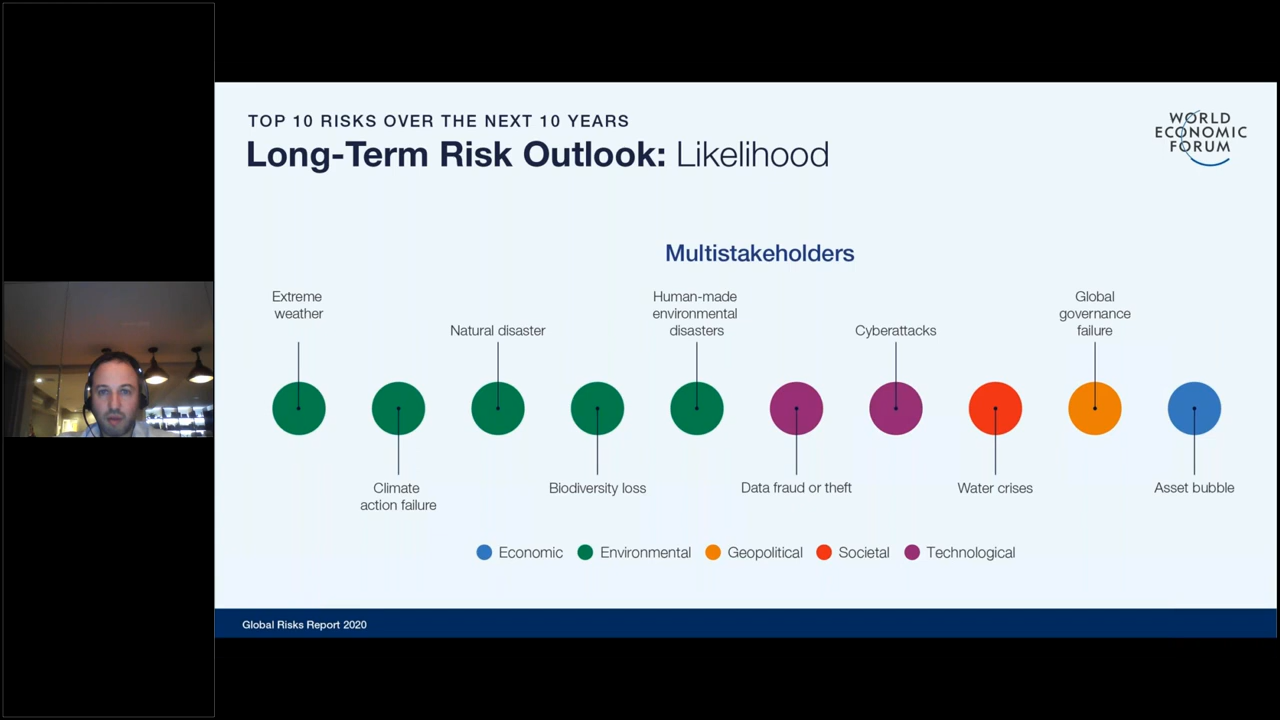 TOP 10 RISKS OVER THE NEXT 10 YEARS
Long-Term Risk Outlook: Likelihood
WORLD
ECONOMIC
FORUM
Multistakeholders
Extreme
weather
Natural disaster
Human-made
environmental
disasters
Cyberattacks
Global
governance
failure
Climate
action failure
Biodiversity loss
Data fraud or theft
Water crises
Asset bubble
Economic
Environmental
Geopolitical
Societal
Technological
Global Risks Report 2020